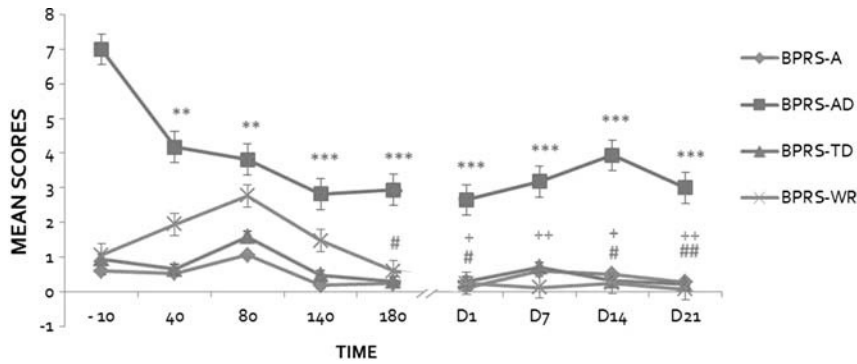 8
7
6
5
4
3
2
1
0
-1
MEAN SCORES
** ** *** *** *** *** *** ***
# + # ++ + # ++ ##
- 10 40 80 140 180 D1 D7 D14 D21
TIME
BPRS-A
BPRS-AD
BPRS-TD
BPRS-WR